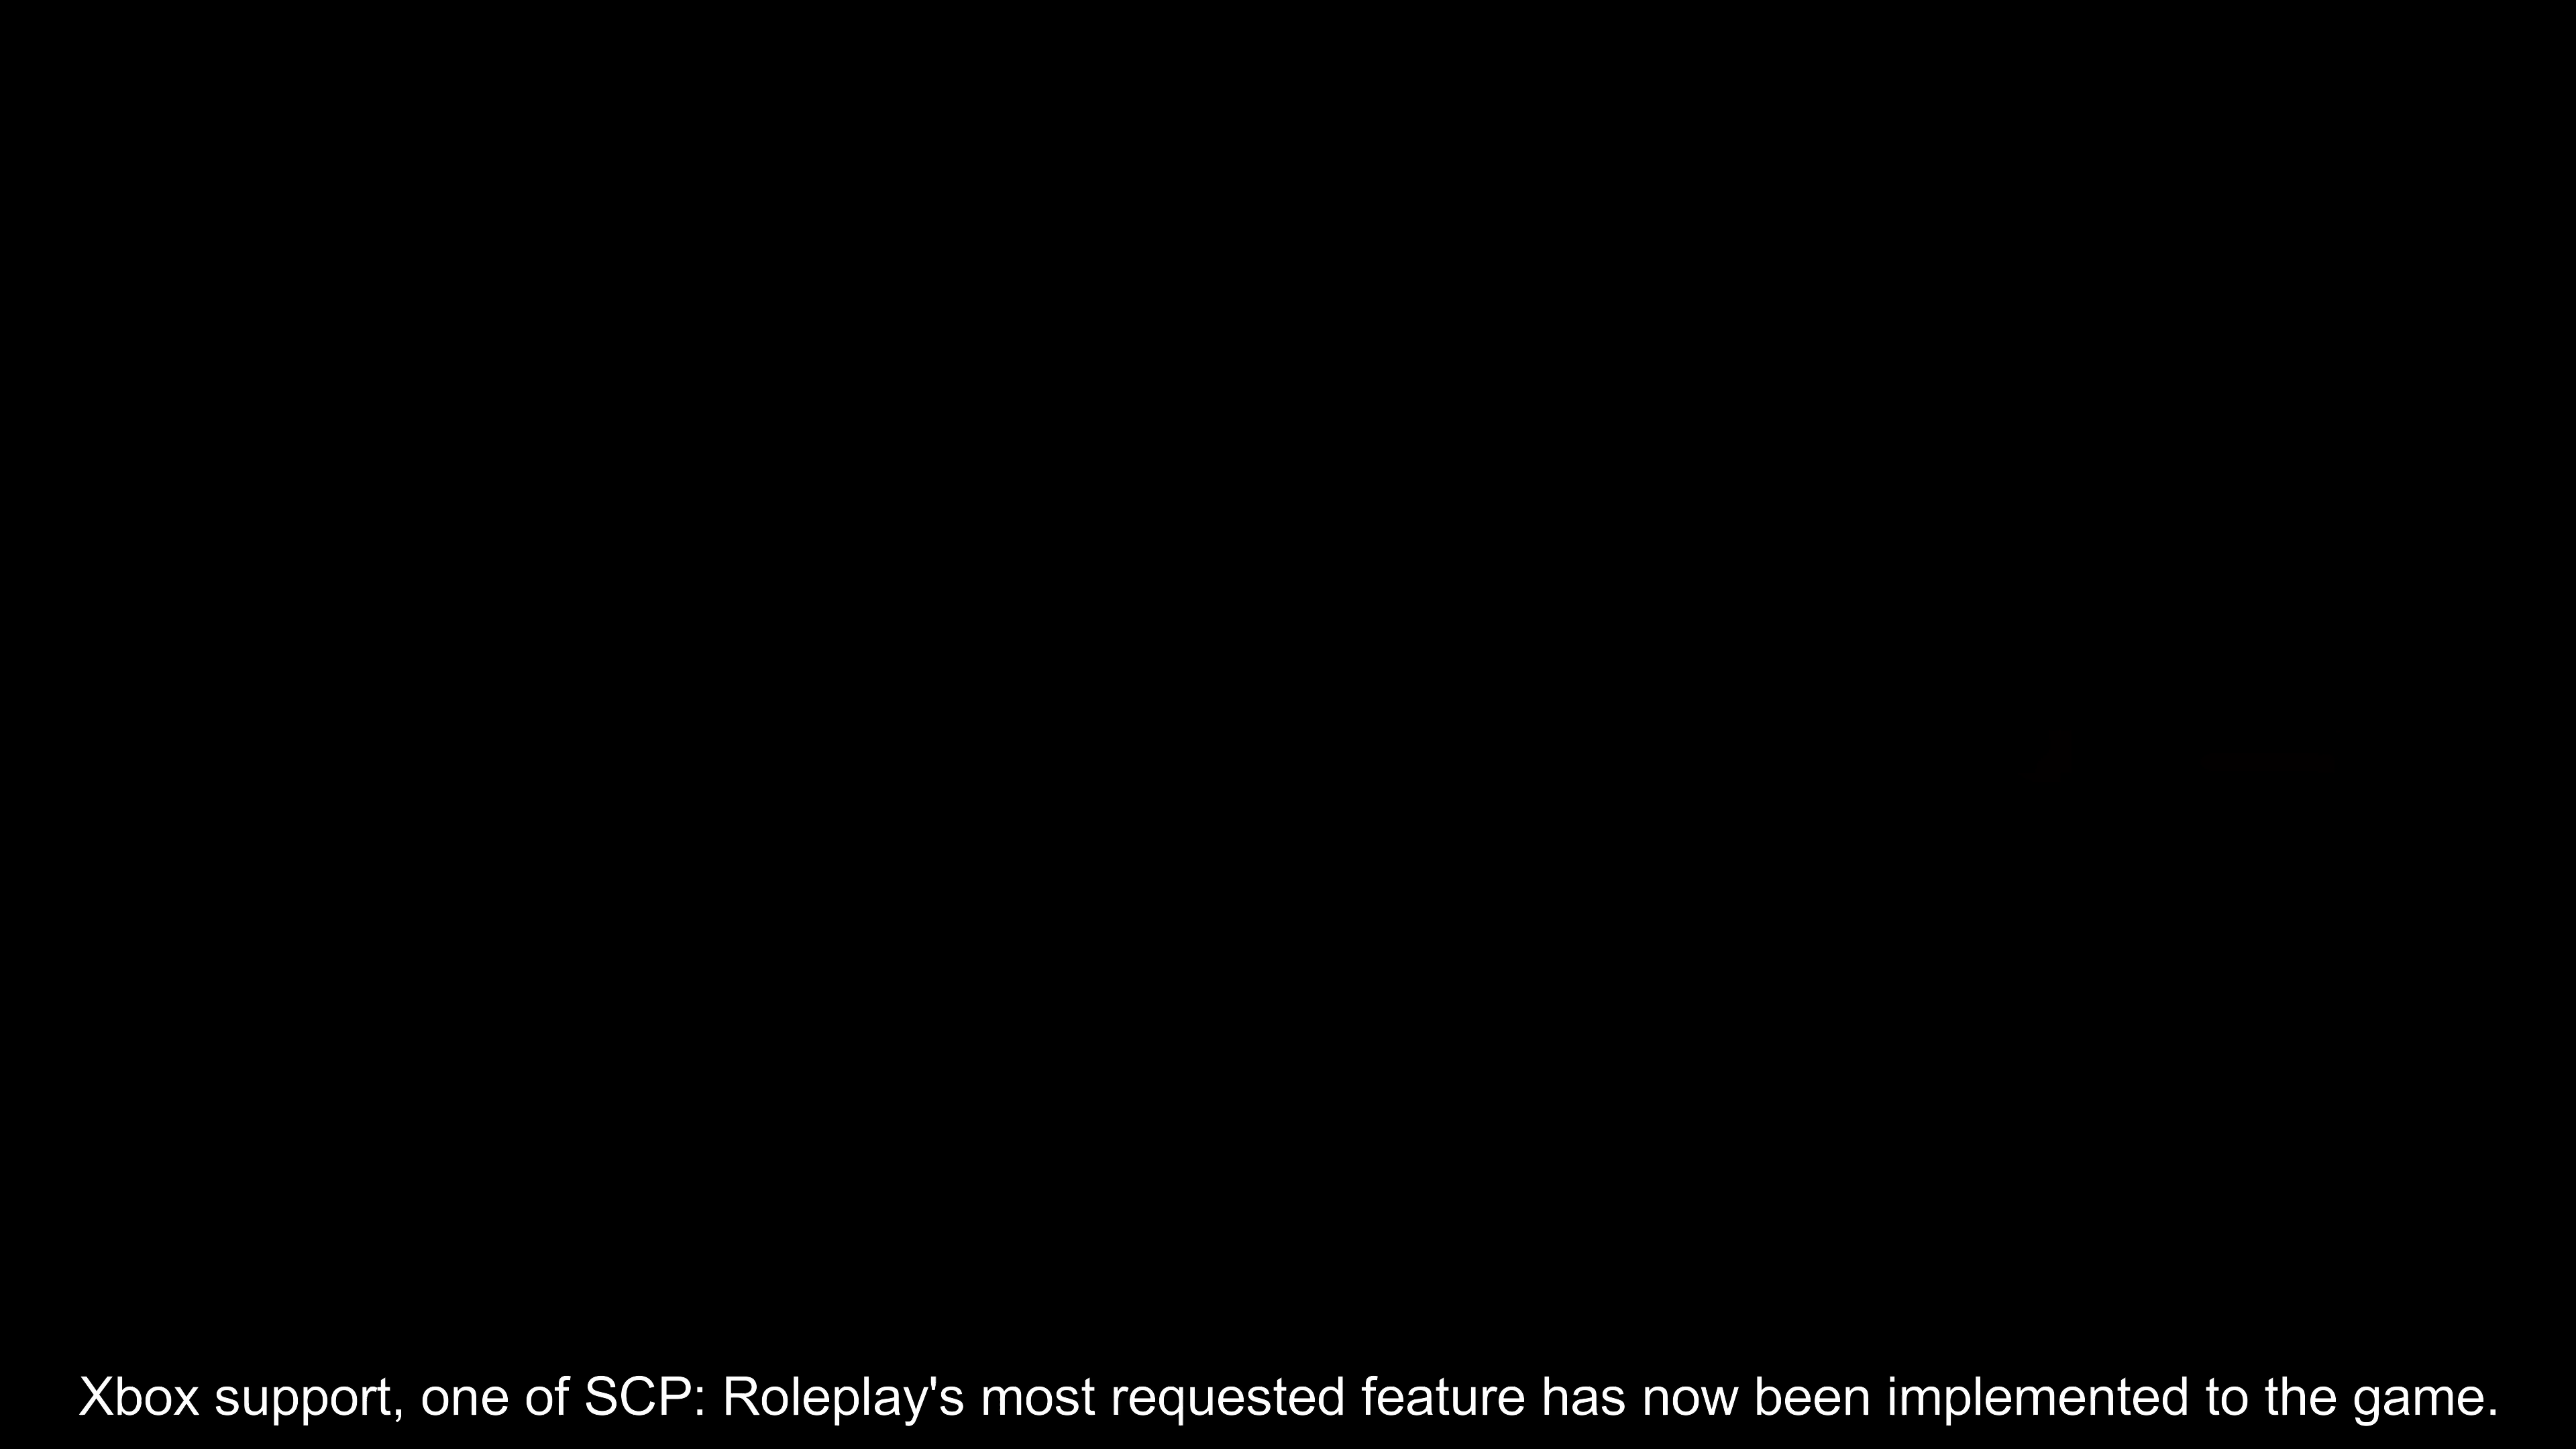 Xbox support, one of SCP: Roleplay's most requested feature has now been implemented to the game.